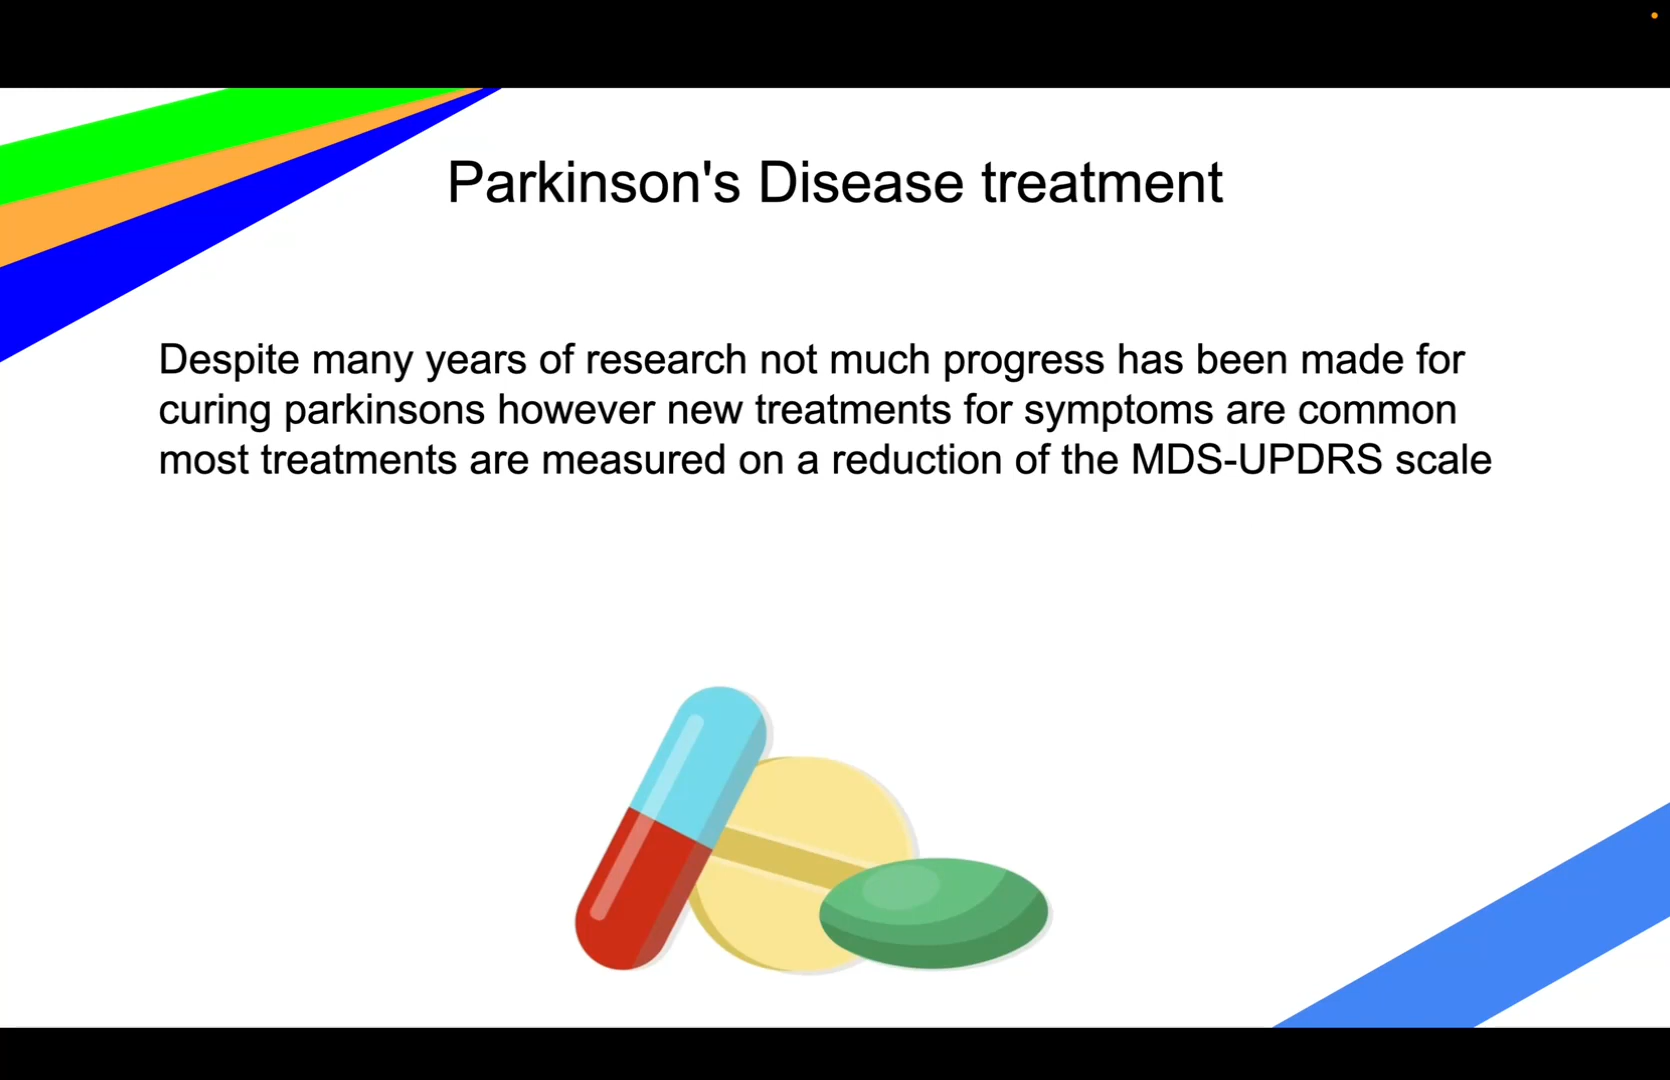 Parkinson's Disease treatment
Despite many years of research not much progress has been made for
curing parkinsons however new treatments for symptoms are common
most treatments are measured on a reduction of the MDS-UPDRS scale